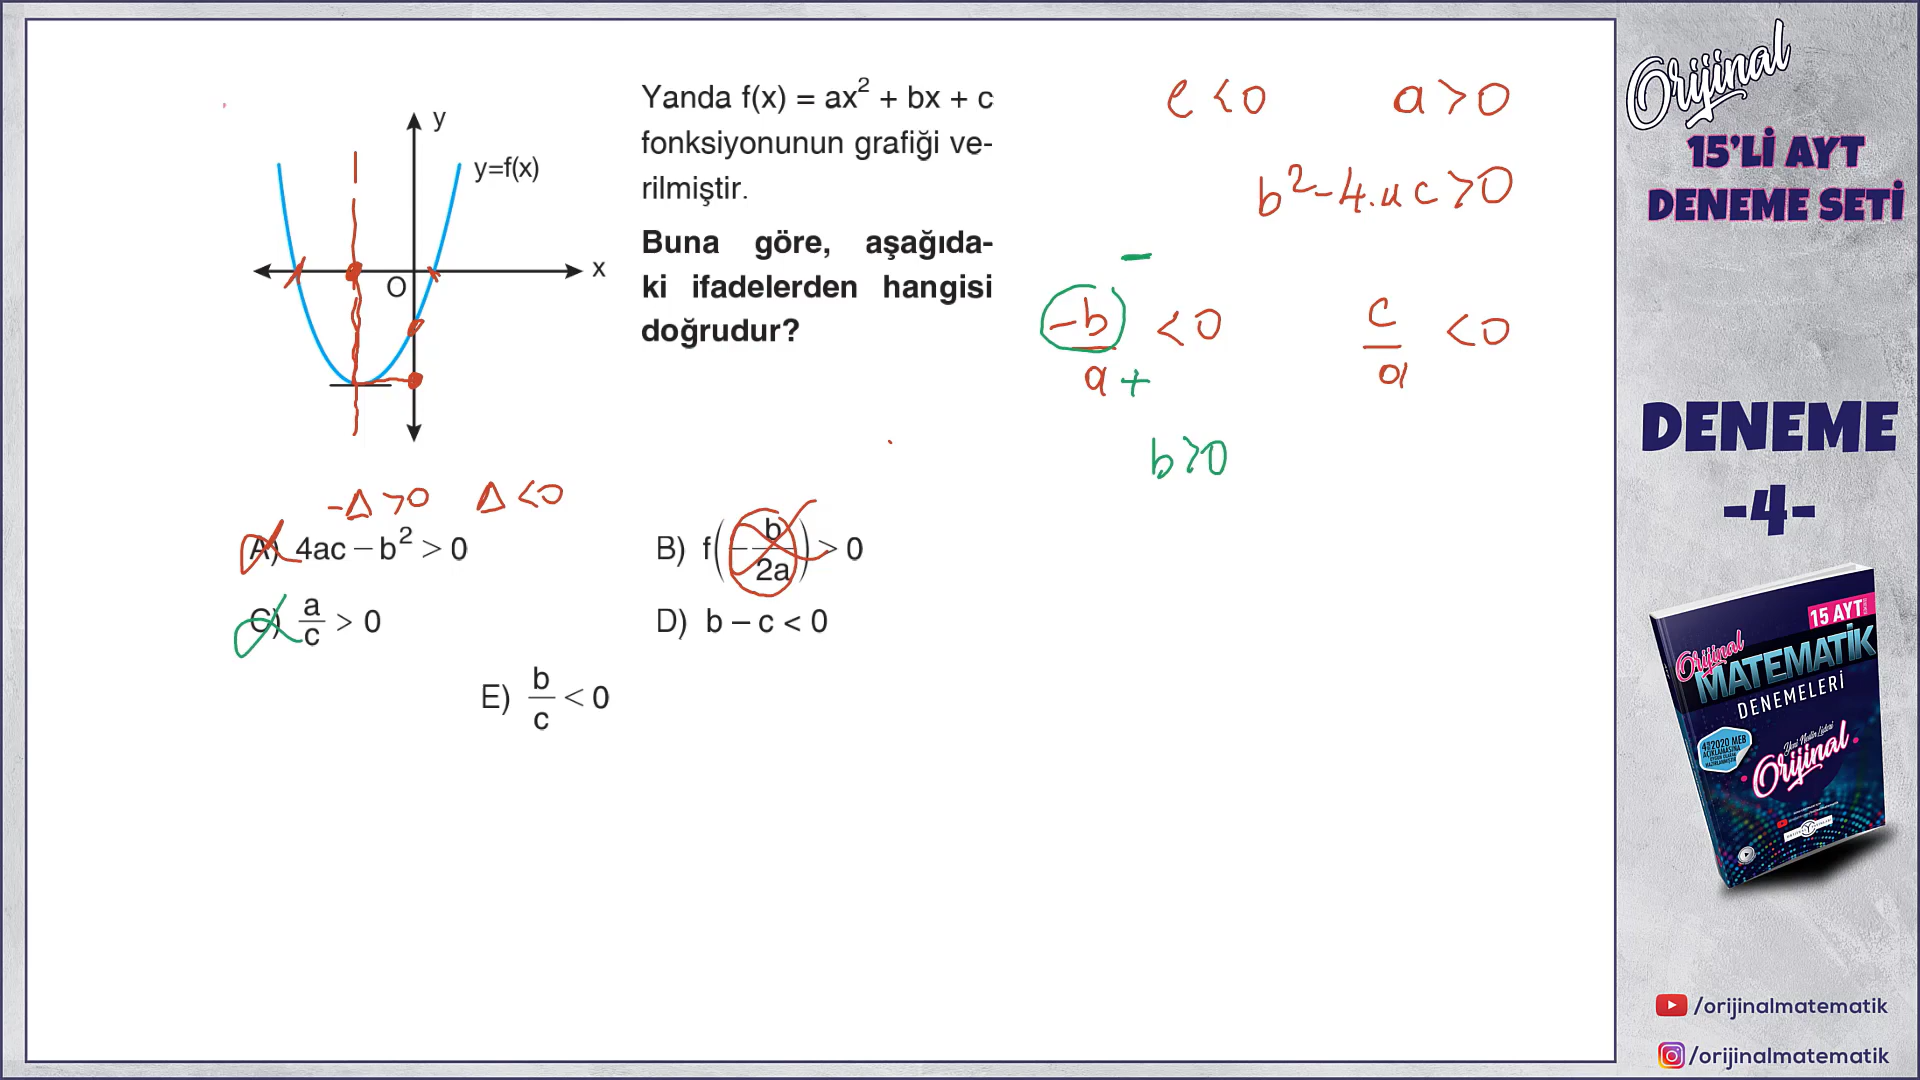 Yanda f(x) = ax² + bx + c
fonksiyonunun grafiği ve-
rilmiştir.
Buna göre, aşağıda-
ki ifadelerden hangisi
doğrudur?
y
y=f(x)
x
O
c < 0
a > 0
b² - 4.ac > 0
-
-b/a < 0
+
c/a < 0
b > 0
-Δ > 0 Δ < 0
A) 4ac – b² > 0
B) f(– b/2a) > 0
C) a/c > 0
D) b – c < 0
E) b/c < 0
Orijinal
15'Lİ AYT
DENEME SETİ
DENEME
-4-
15 AYT
Orijinal
MATEMATİK
DENEMELERİ
Orijinal
/orijinalmatematik
/orijinalmatematik